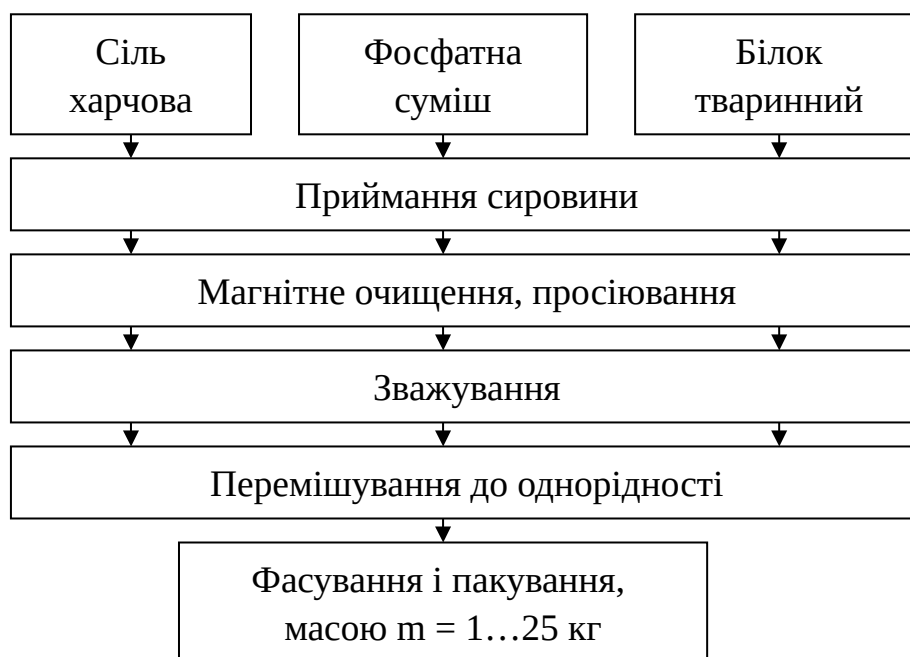 Сіль
харчова
Фосфатна
суміш
Білок
тваринний
Приймання сировини
Магнітне очищення, просіювання
Зважування
Перемішування до однорідності
Фасування і пакування,
масою m = 1…25 кг